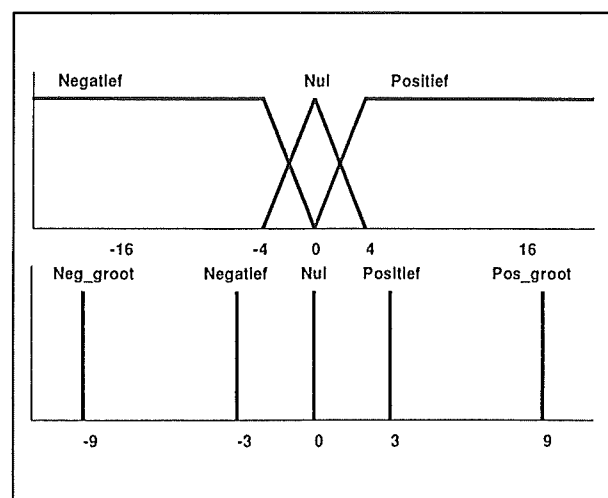 Negatief Nul Positief
-16 -4 0 4 16
Neg_groot Negatief Nul Positief Pos_groot
-9 -3 0 3 9